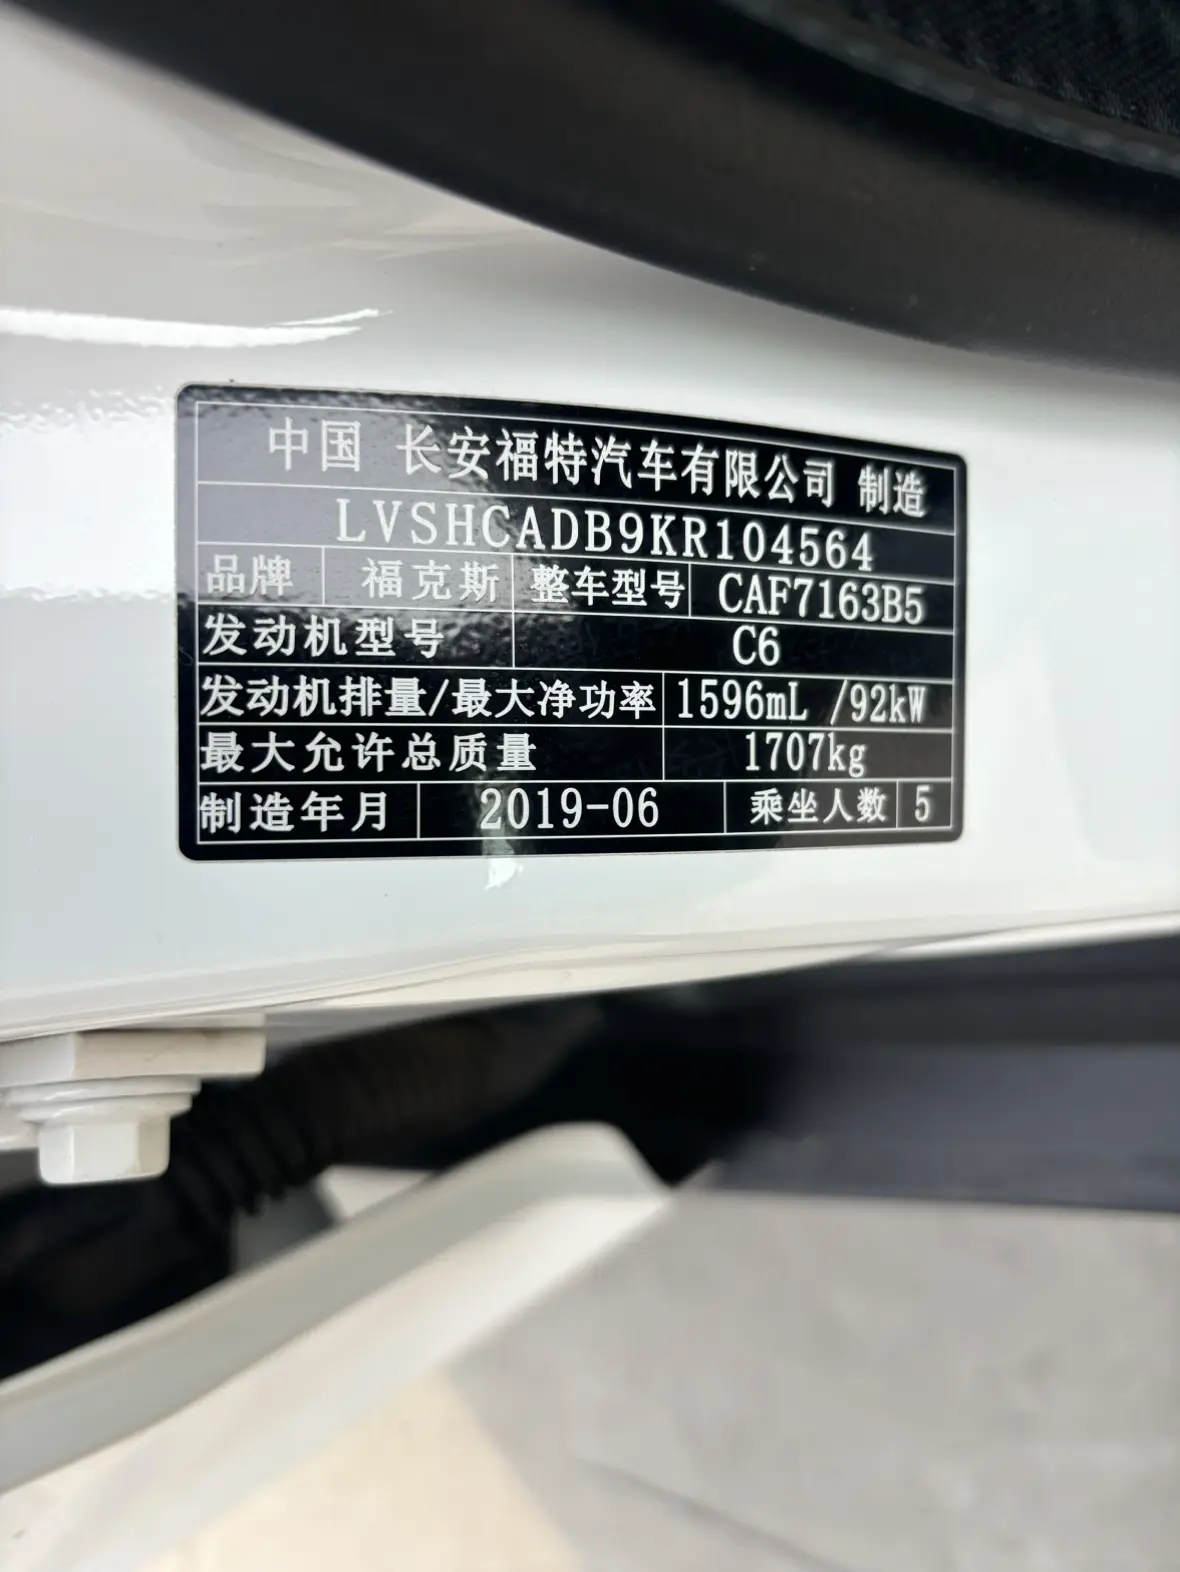 中国 长安福特汽车有限公司 制造
LVSHCADB9KR104564
品牌 福克斯 整车型号 CAF7163B5
发动机型号 C6
发动机排量/最大净功率 1596mL /92kW
最大允许总质量 1707kg
制造年月 2019-06 乘坐人数 5